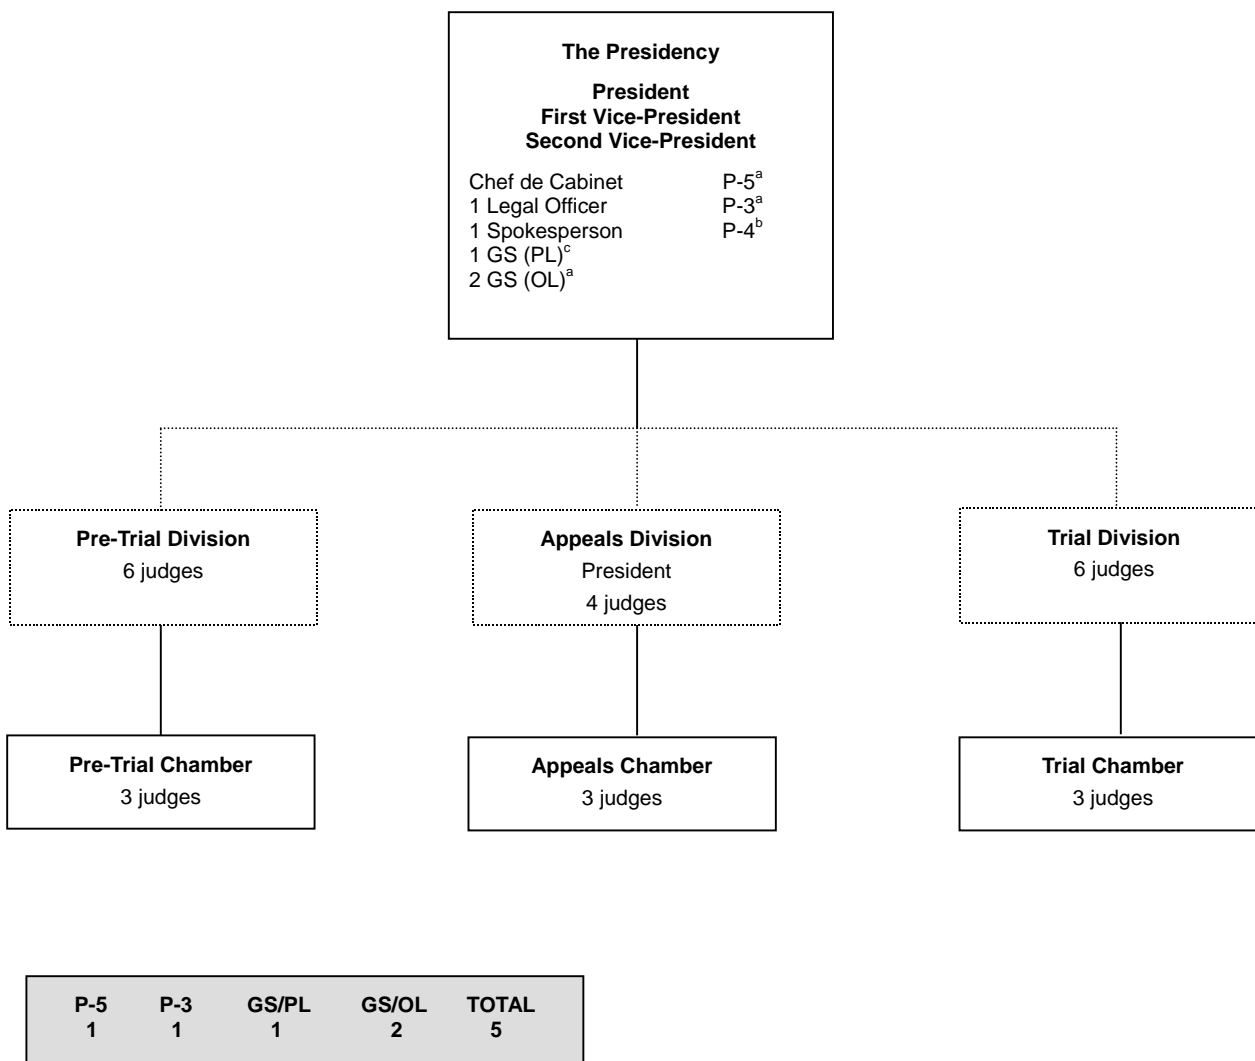 The Presidency
President
First Vice-President
Second Vice-President
Chef de Cabinet P-5a
1 Legal Officer P-3a
1 Spokesperson P-4b
1 GS (PL)c
2 GS (OL)a
Pre-Trial Division
6 judges
Appeals Division
President
4 judges
Trial Division
6 judges
Pre-Trial Chamber
3 judges
Appeals Chamber
3 judges
Trial Chamber
3 judges
P-5 P-3 GS/PL GS/OL TOTAL
1 1 1 2 5